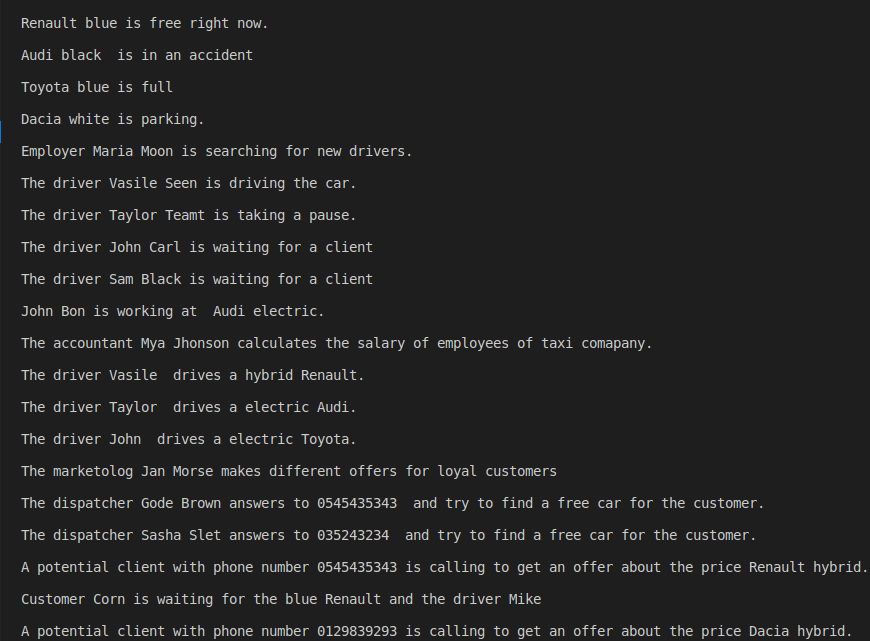 Renault blue is free right now.
Audi black  is in an accident
Toyota blue is full
Dacia white is parking.
Employer Maria Moon is searching for new drivers.
The driver Vasile Seen is driving the car.
The driver Taylor Teamt is taking a pause.
The driver John Carl is waiting for a client
The driver Sam Black is waiting for a client
John Bon is working at  Audi electric.
The accountant Mya Jhonson calculates the salary of employees of taxi comapany.
The driver Vasile  drives a hybrid Renault.
The driver Taylor  drives a electric Audi.
The driver John  drives a electric Toyota.
The marketolog Jan Morse makes different offers for loyal customers
The dispatcher Gode Brown answers to 0545435343  and try to find a free car for the customer.
The dispatcher Sasha Slet answers to 035243234  and try to find a free car for the customer.
A potential client with phone number 0545435343 is calling to get an offer about the price Renault hybrid.
Customer Corn is waiting for the blue Renault and the driver Mike
A potential client with phone number 0129839293 is calling to get an offer about the price Dacia hybrid.